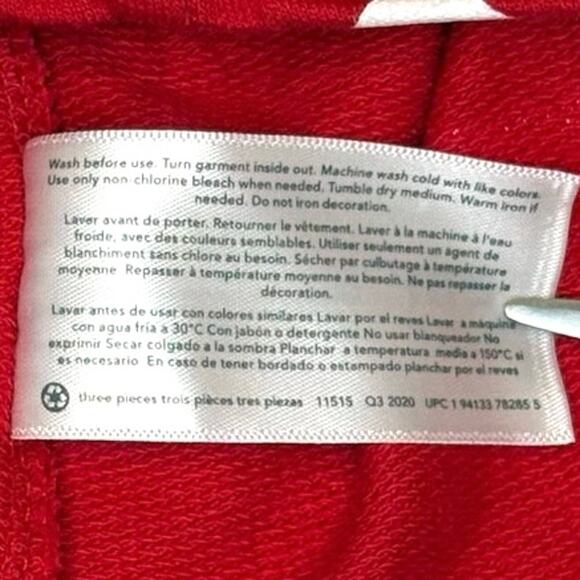 Wash before use. Turn garment inside out. Machine wash cold with like colors.
Use only non-chlorine bleach when needed. Tumble dry medium. Warm iron if
needed. Do not iron decoration.
Laver avant de porter. Retourner le vêtement. Laver à la machine à l'eau
froide, avec des couleurs semblables. Utiliser seulement un agent de
blanchiment sans chlore au besoin. Sécher par culbutage à température
moyenne Repasser à température moyenne au besoin. Ne pas repasser la
décoration.
Lavar antes de usar con colores similares Lavar por el reves Lavar a máquina
con agua fria a 30°C Con jabón o detergente No usar blanqueador No
exprimir Secar colgado a la sombra Planchar a temperatura media a 150°C si
es necesario En caso de tener bordado o estampado planchar por el reves
three pieces trois pièces tres piezas 11515 Q3 2020 UPC 1 94133 78285 5